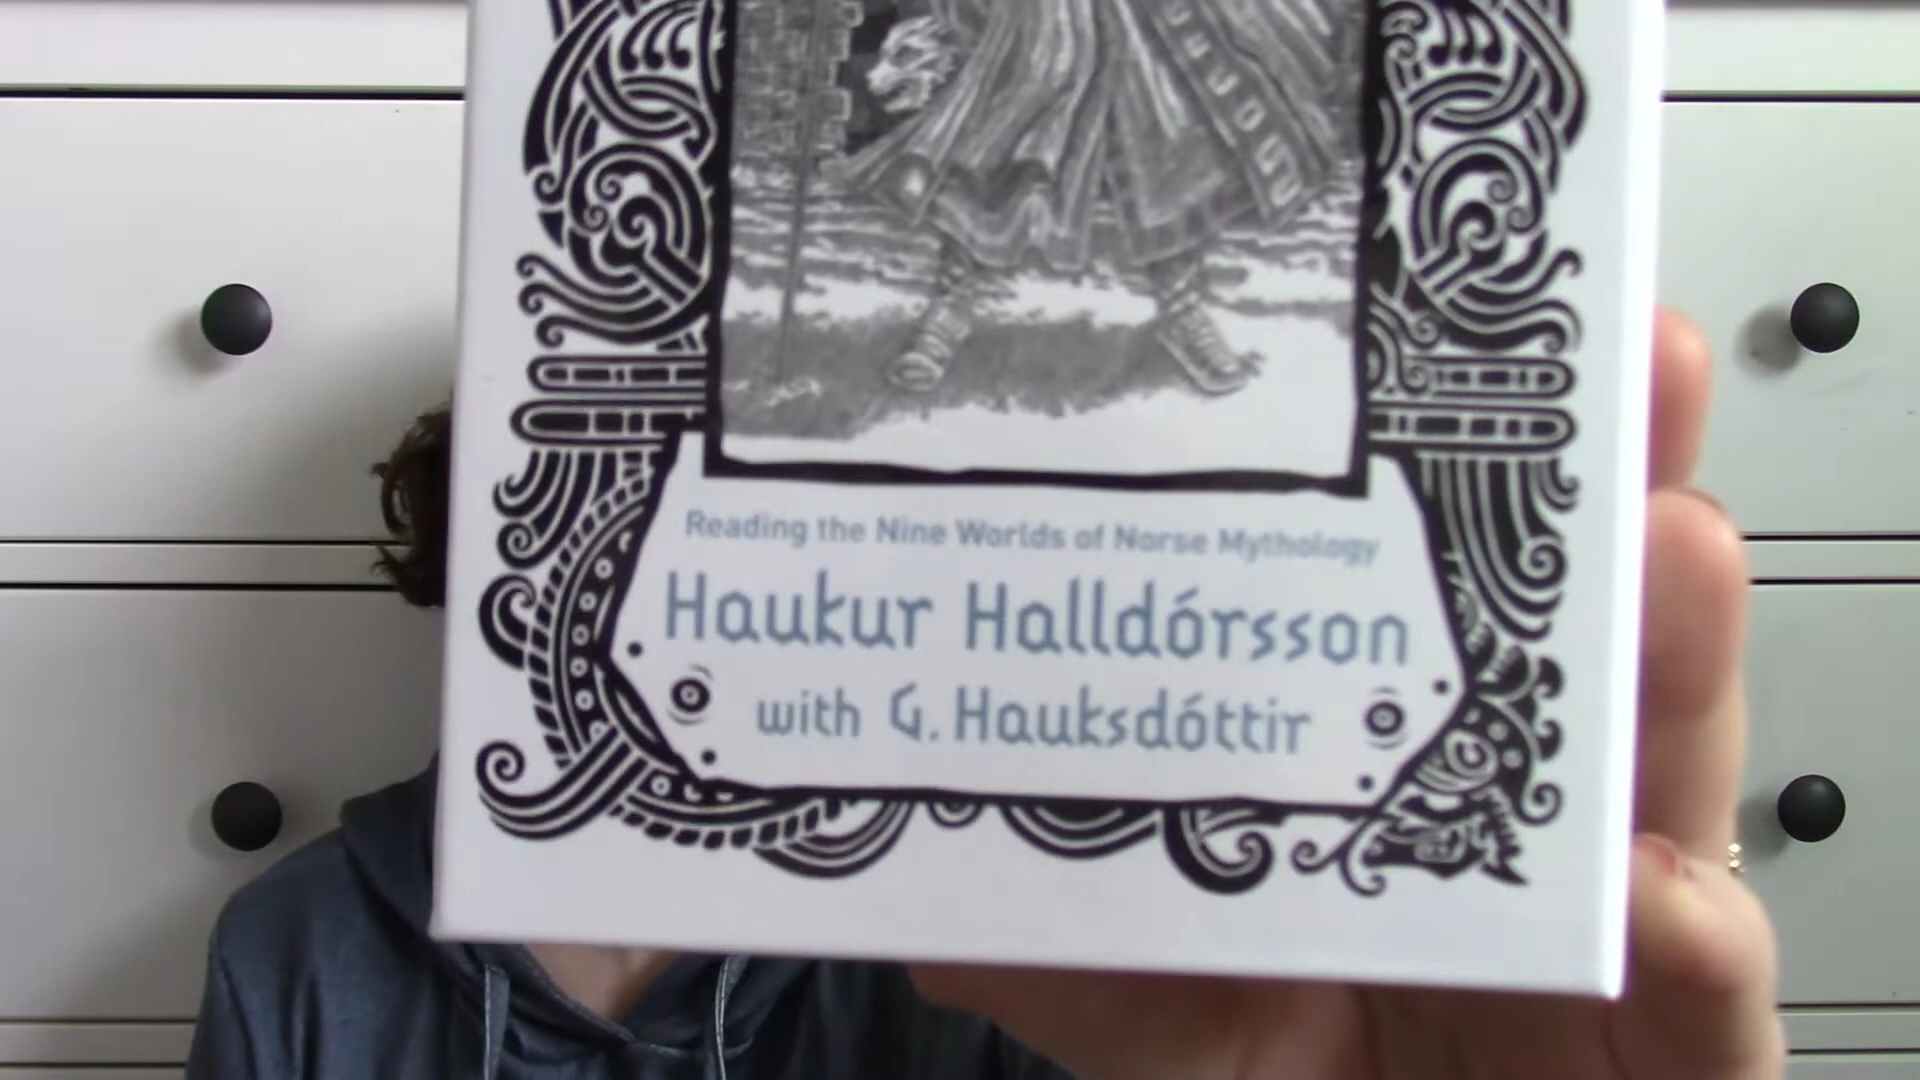 Reading the Nine Worlds of Norse Mythology
Haukur Halldórsson
with G. Hauksdóttir